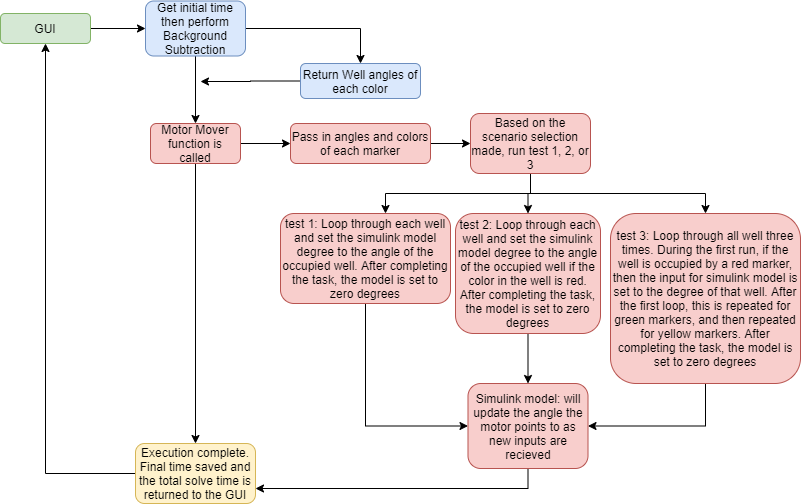 GUI
Get initial time
then perform
Background
Subtraction
Return Well angles of
each color
Motor Mover
function is
called
Pass in angles and colors
of each marker
Based on the
scenario selection
made, run test 1, 2, or
3
test 1: Loop through each well
and set the simulink model
degree to the angle of the
occupied well. After completing
the task, the model is set to
zero degrees
test 2: Loop through each
well and set the simulink
model degree to the angle
of the occupied well if the
color in the well is red.
After completing the task,
the model is set to zero
degrees
test 3: Loop through all well three
times. During the first run, if the
well is occupied by a red marker,
then the input for simulink model is
set to the degree of that well. After
the first loop, this is repeated for
green markers, and then repeated
for yellow markers. After
completing the task, the model is
set to zero degrees
Simulink model: will
update the angle the
motor points to as
new inputs are
recieved
Execution complete.
Final time saved and
the total solve time is
returned to the GUI